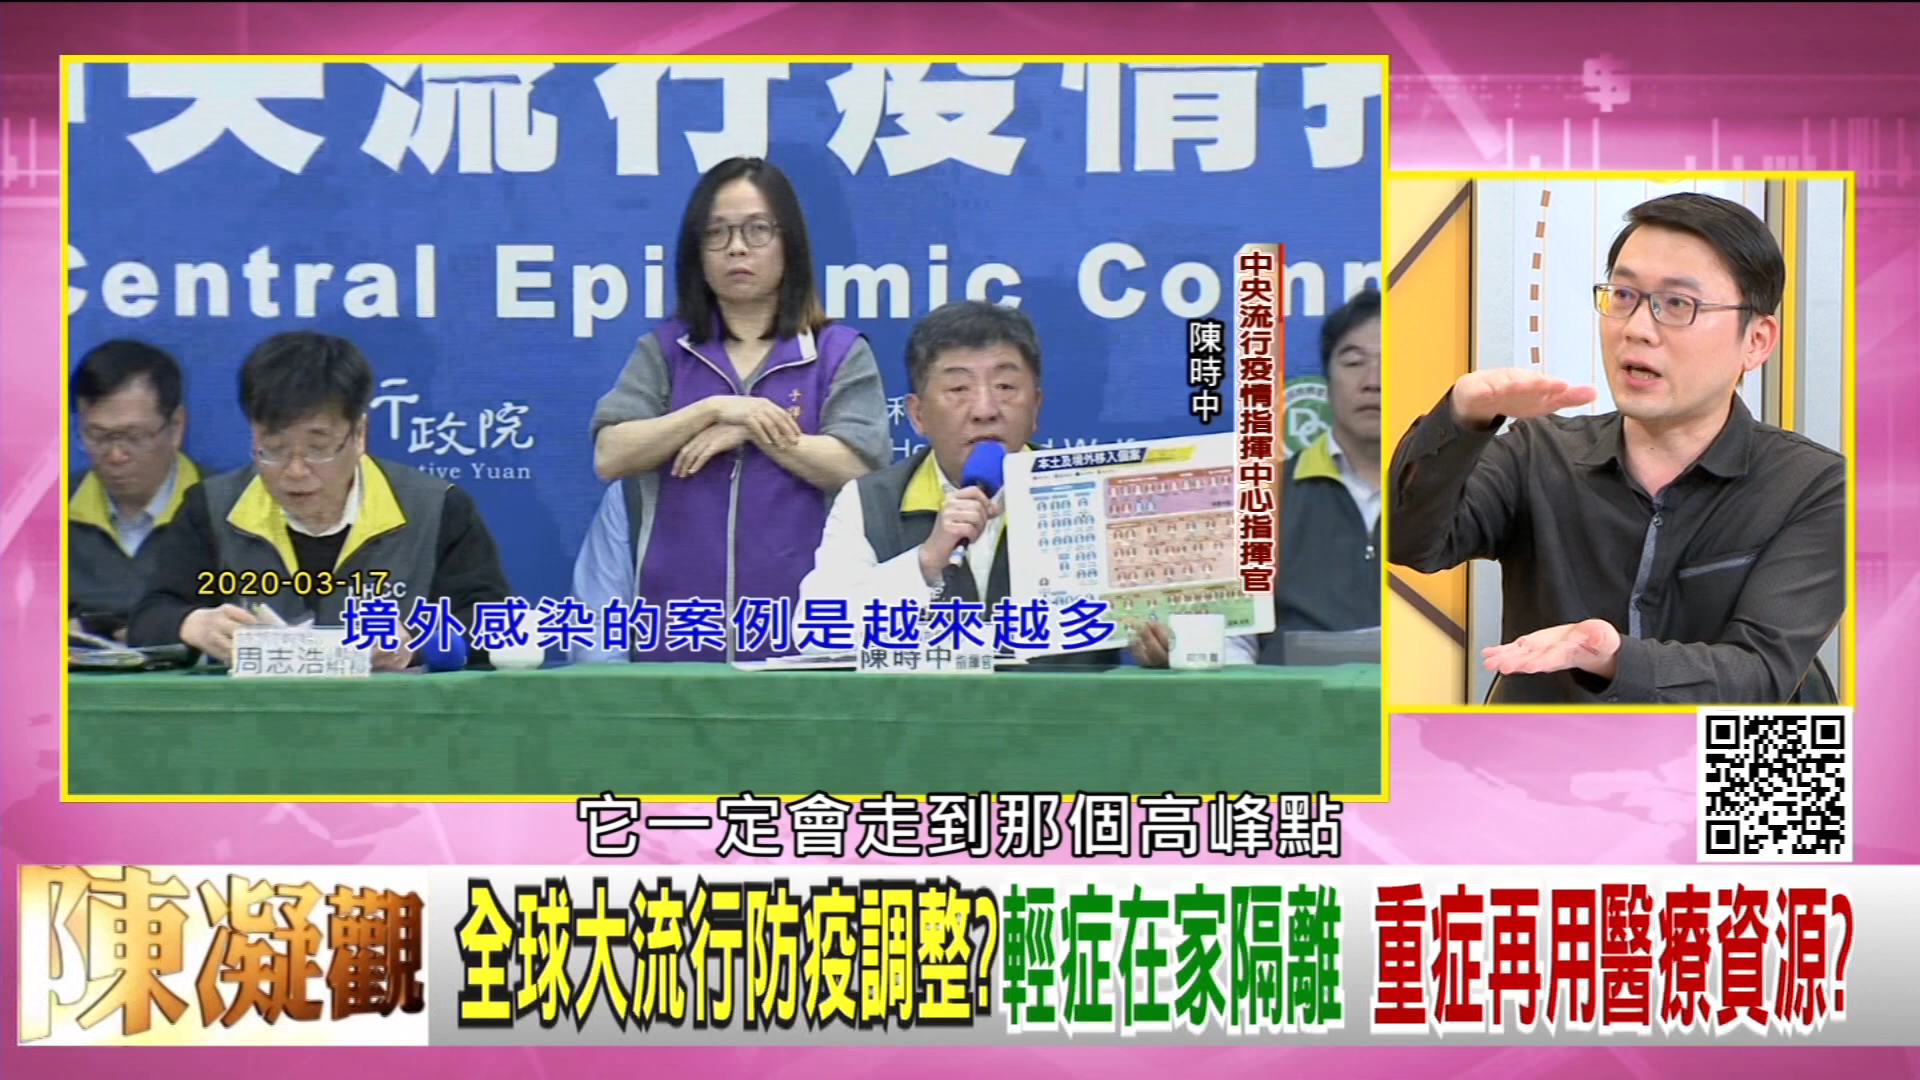 大流行疫情指
Central Epidemic Comm
行政院
tive Yuan
中央流行疫情指揮中心指揮官
陳時中
本土及境外移入個案
2020-03-17
境外感染的案例是越來越多
周志浩
陳時中 指揮官
它一定會走到那個高峰點
陳凝觀
全球大流行防疫調整?輕症在家隔離 重症再用醫療資源?